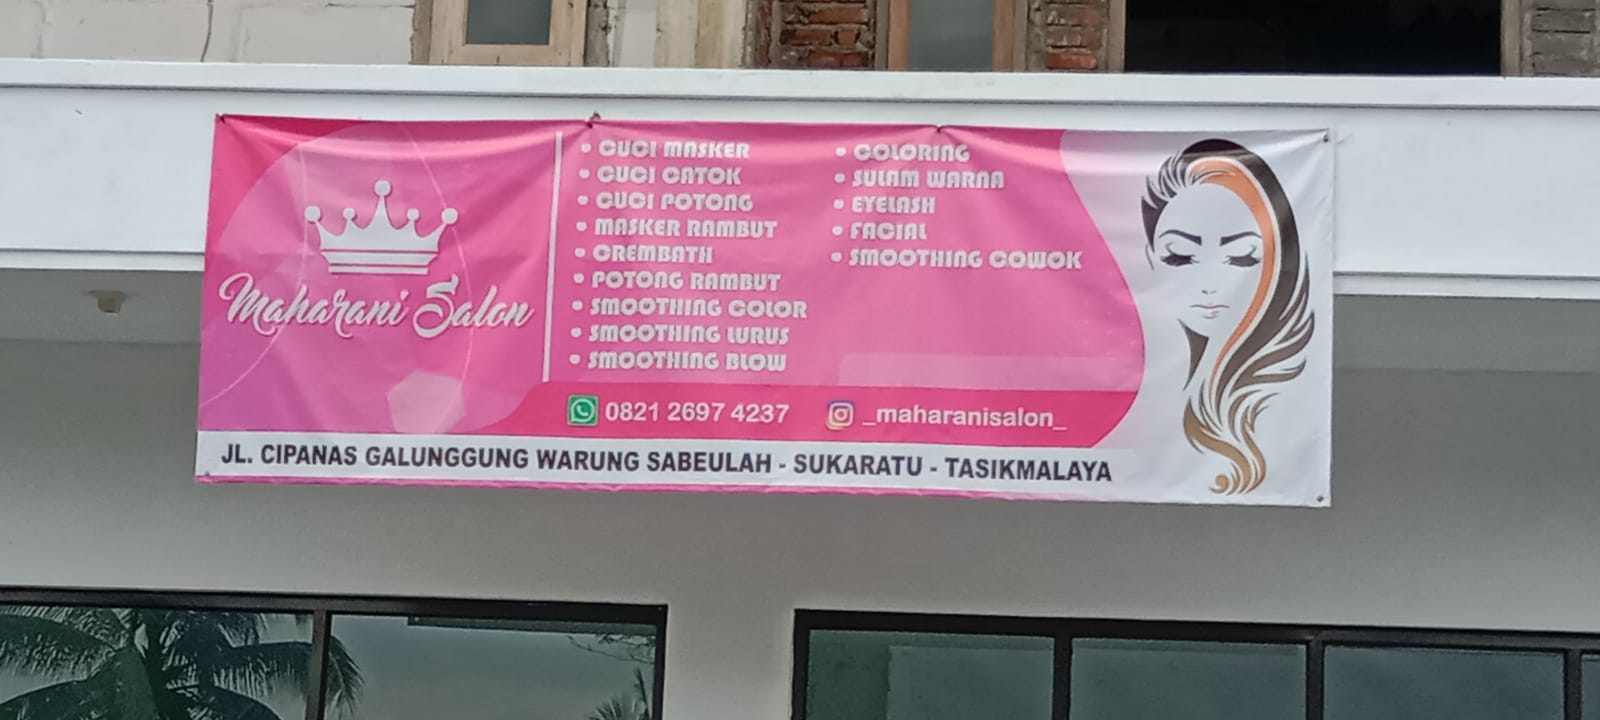 Maharani Salon
• CUCI MASKER
• CUCI CATOK
• CUCI POTONG
• MASKER RAMBUT
• CREMBATH
• POTONG RAMBUT
• SMOOTHING COLOR
• SMOOTHING LURUS
• SMOOTHING BLOW
• COLORING
• SULAM WARNA
• EYELASH
• FACIAL
• SMOOTHING COWOK
0821 2697 4237
_maharanisalon_
JL. CIPANAS GALUNGGUNG WARUNG SABEULAH - SUKARATU - TASIKMALAYA